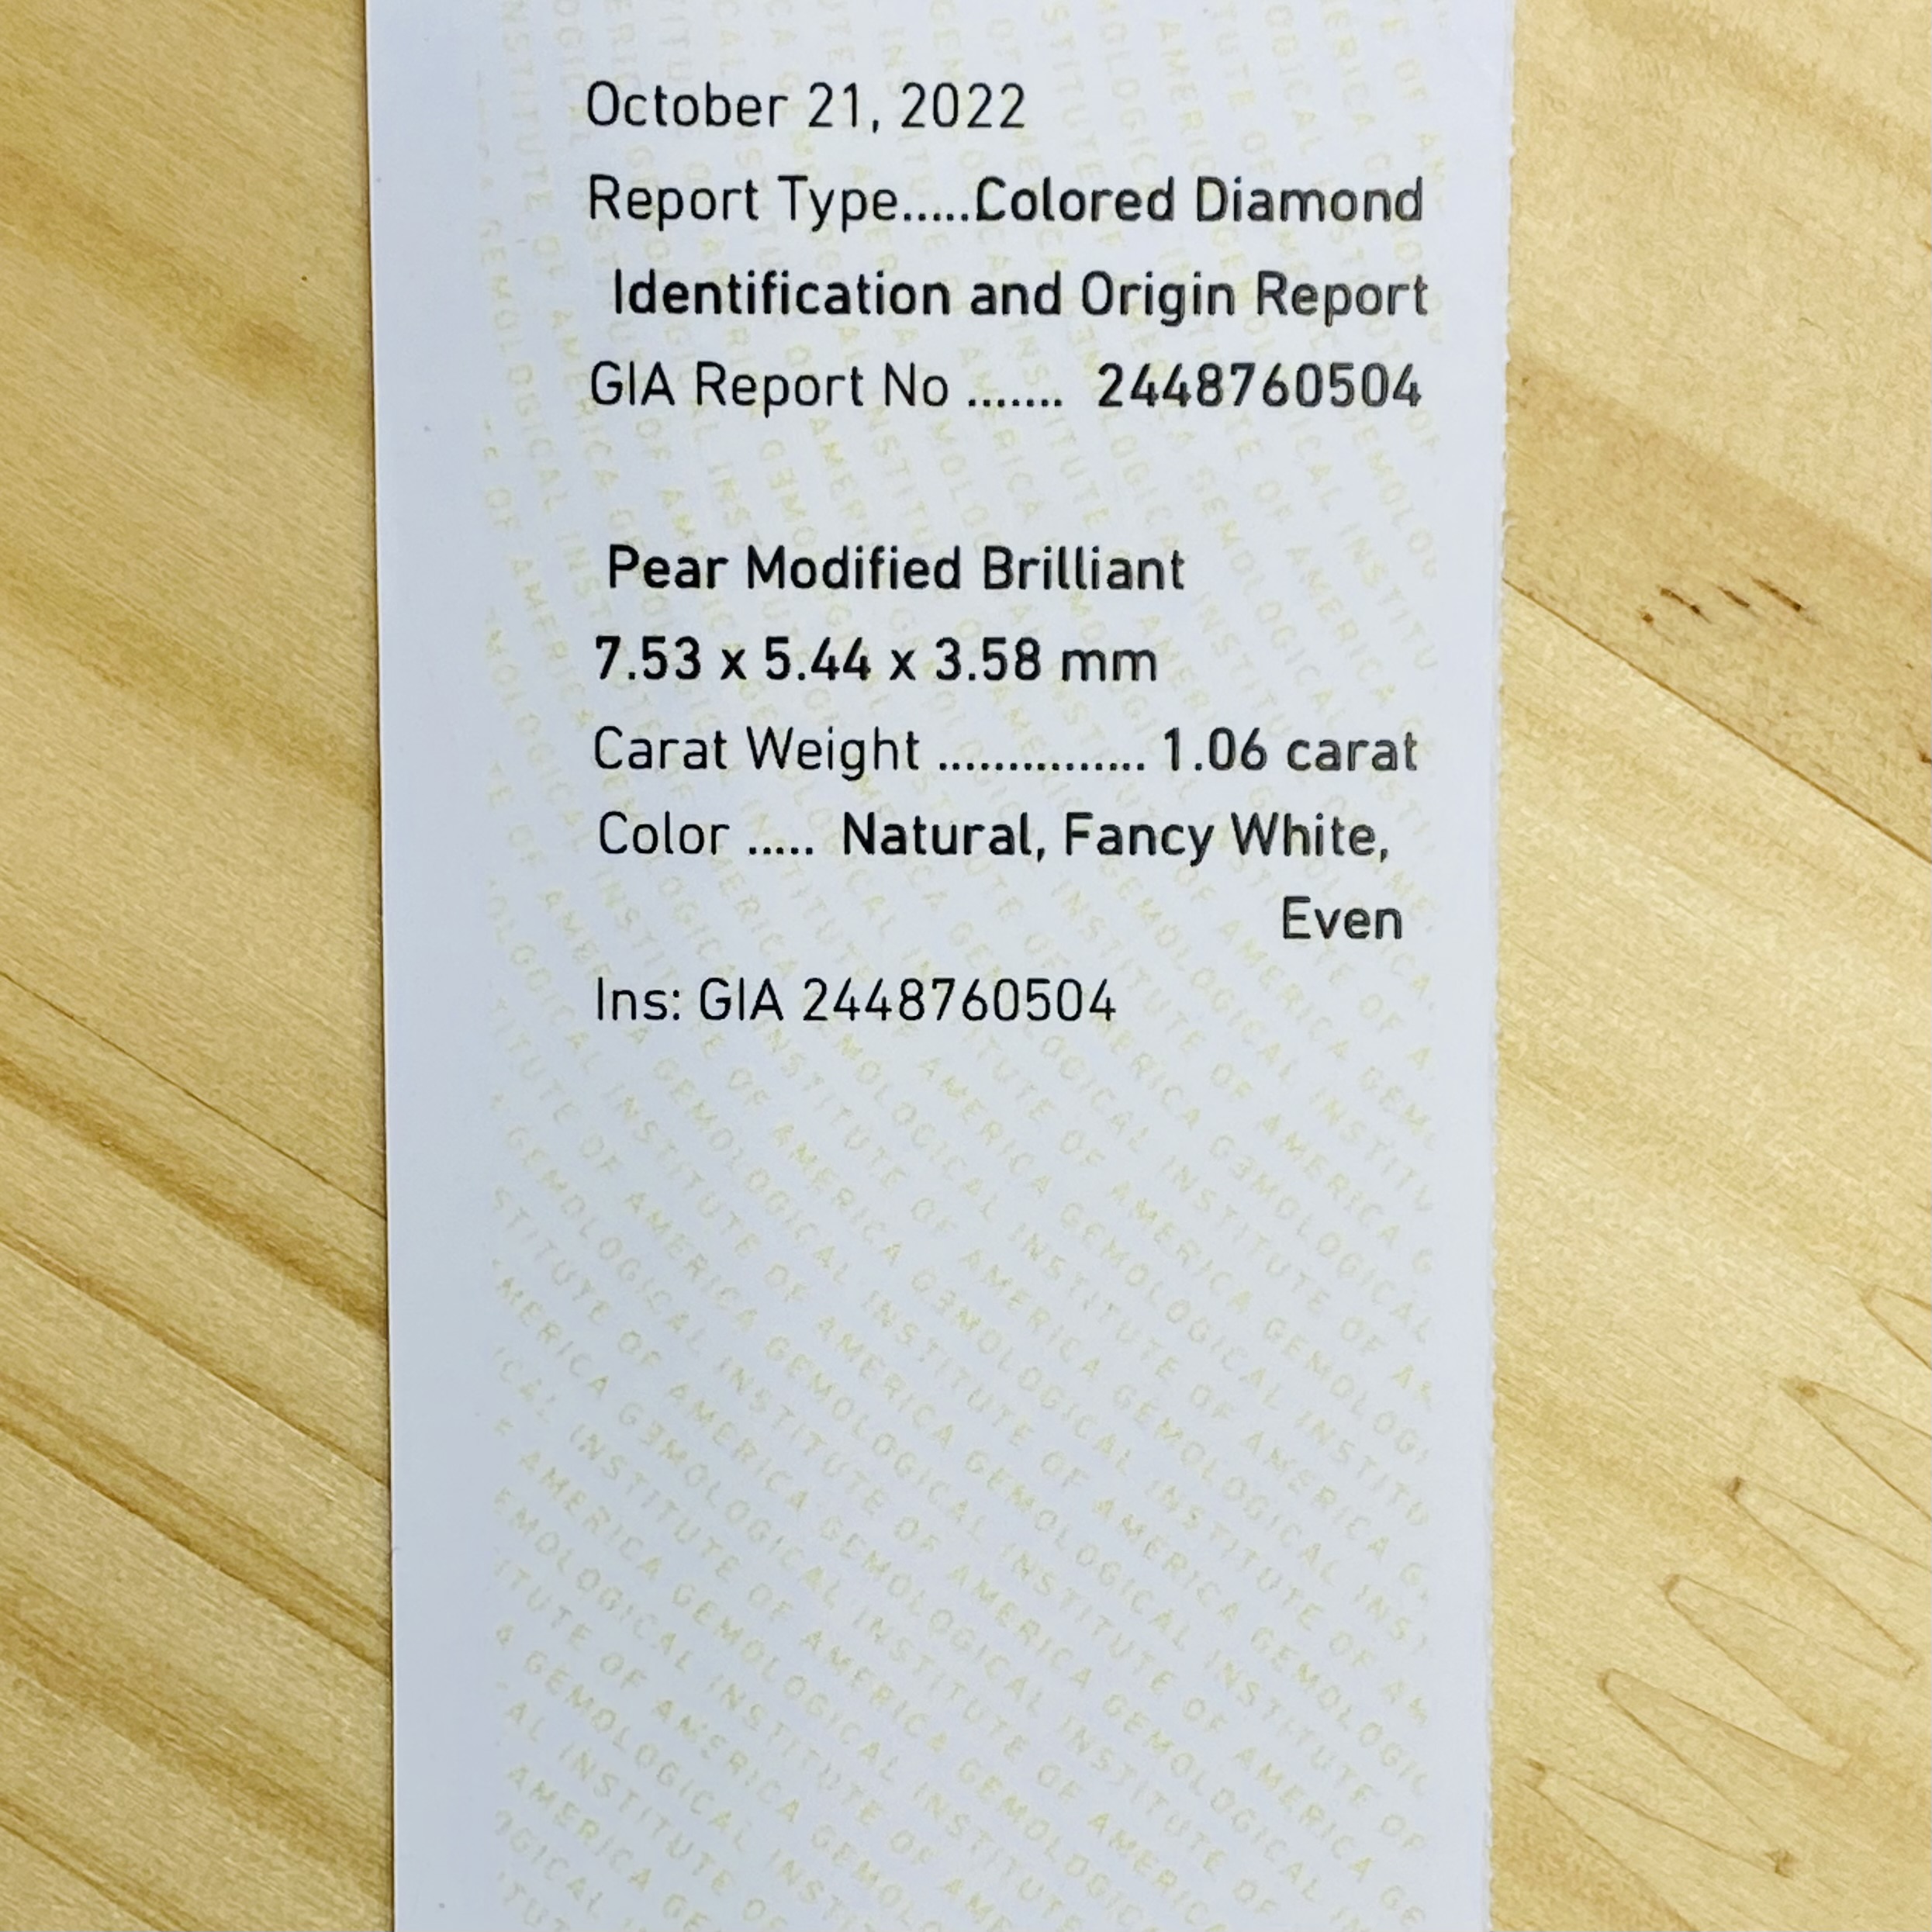 October 21, 2022
Report Type.....Colored Diamond
Identification and Origin Report
GIA Report No ....... 2448760504
Pear Modified Brilliant
7.53 x 5.44 x 3.58 mm
Carat Weight ............... 1.06 carat
Color ..... Natural, Fancy White,
Even
Ins: GIA 2448760504